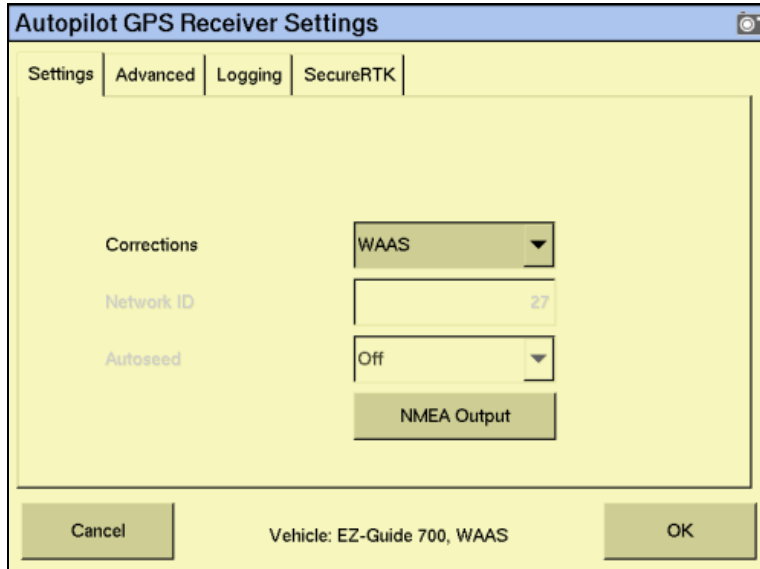 Autopilot GPS Receiver Settings
Settings Advanced Logging SecureRTK
Corrections WAAS
Network ID 27
Autoseed Off
NMEA Output
Cancel Vehicle: EZ-Guide 700, WAAS OK